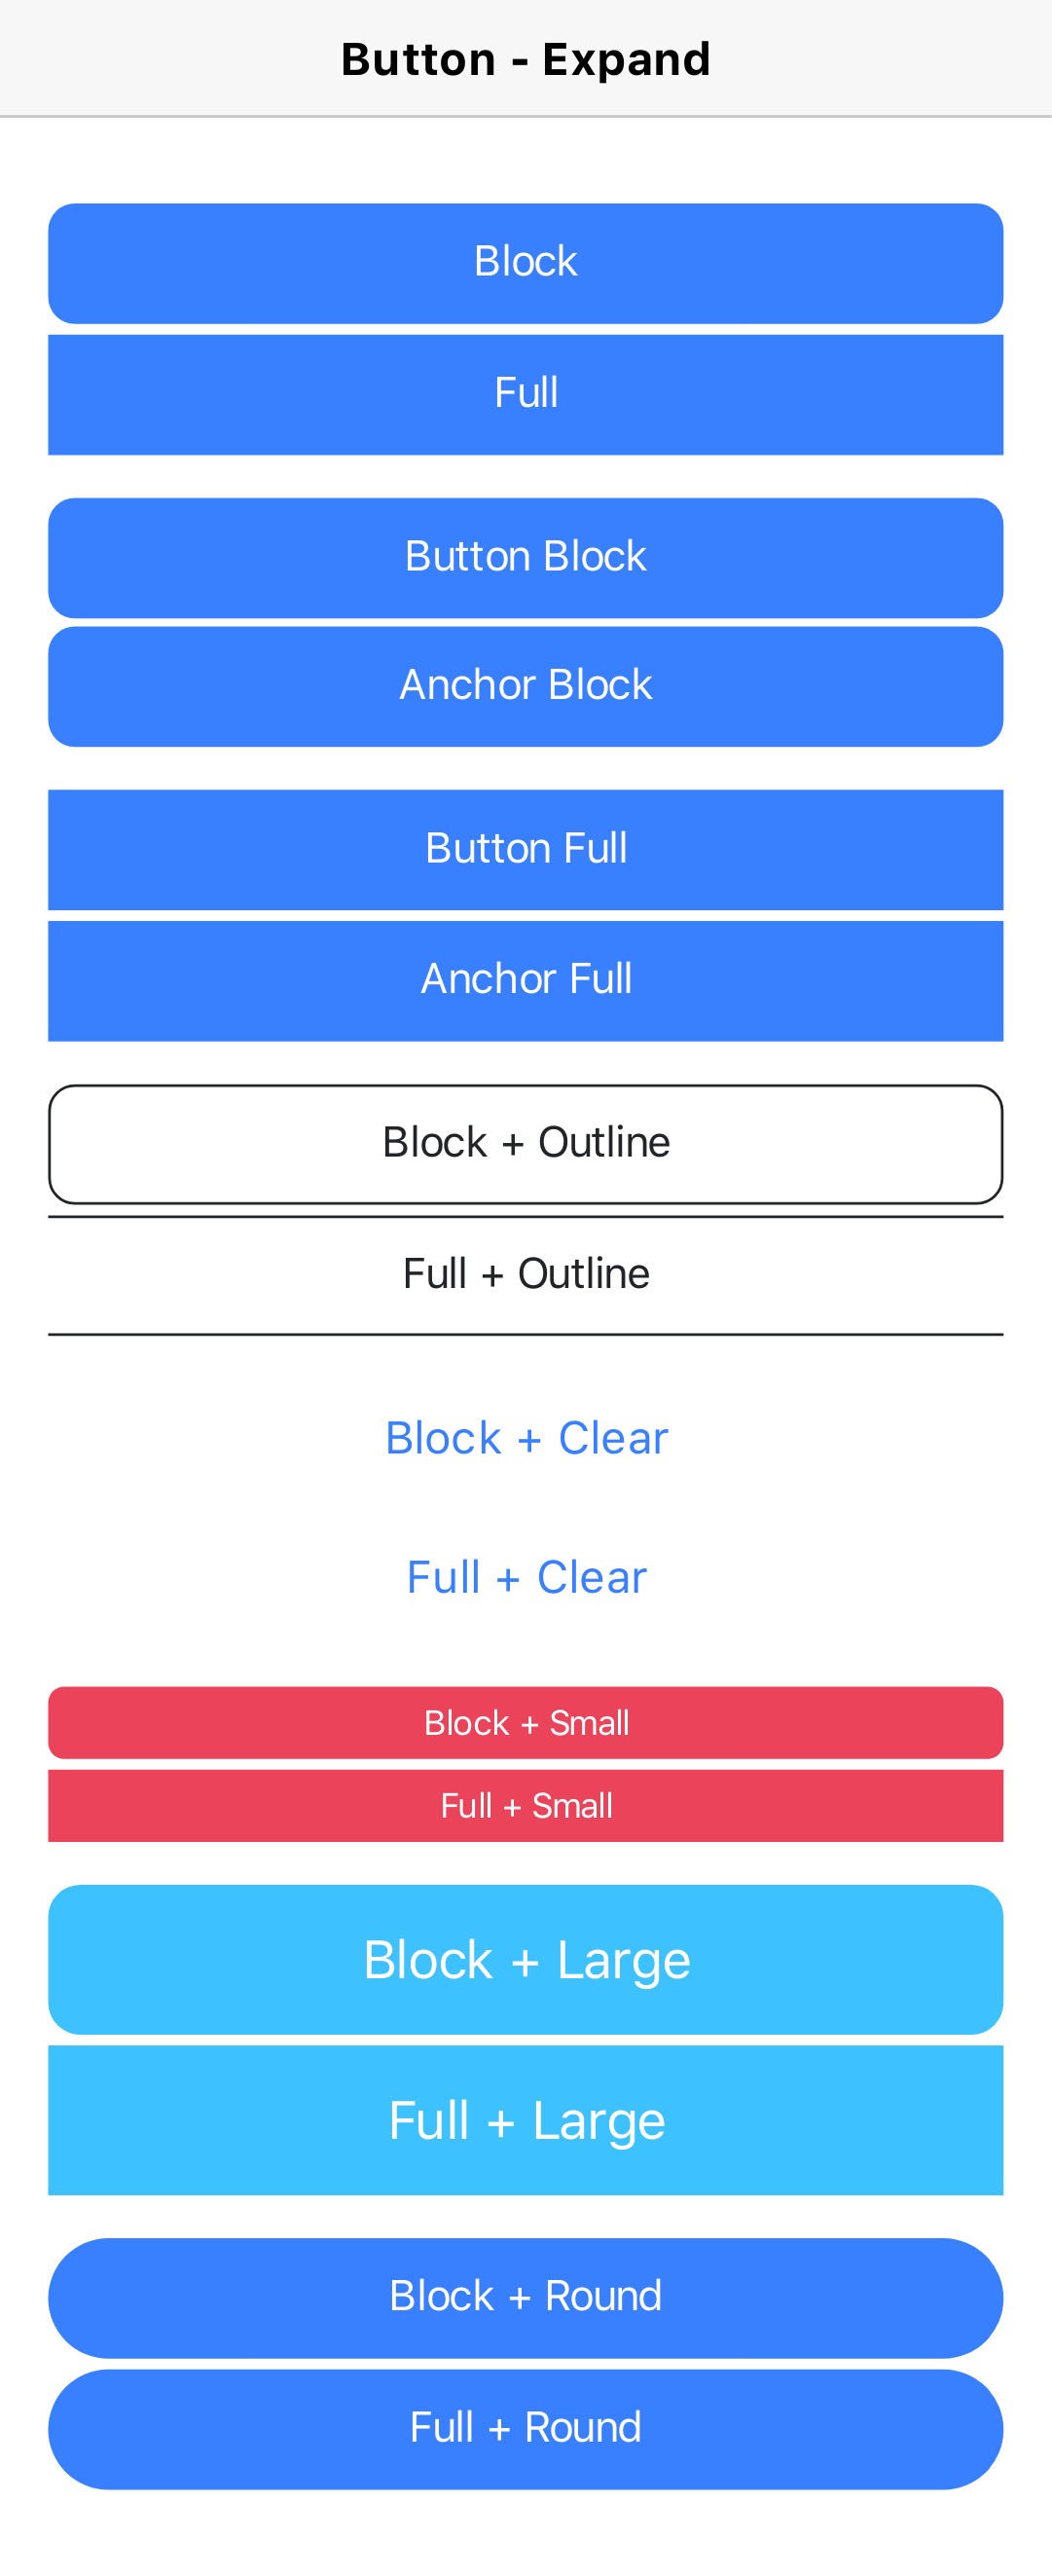 Button - Expand
Block
Full
Button Block
Anchor Block
Button Full
Anchor Full
Block + Outline
Full + Outline
Block + Clear
Full + Clear
Block + Small
Full + Small
Block + Large
Full + Large
Block + Round
Full + Round